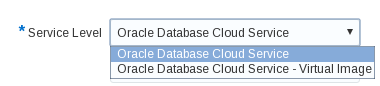 * Service Level Oracle Database Cloud Service
Oracle Database Cloud Service
Oracle Database Cloud Service - Virtual Image